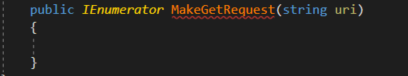 public IEnumerator MakeGetRequest(string uri)
{
}